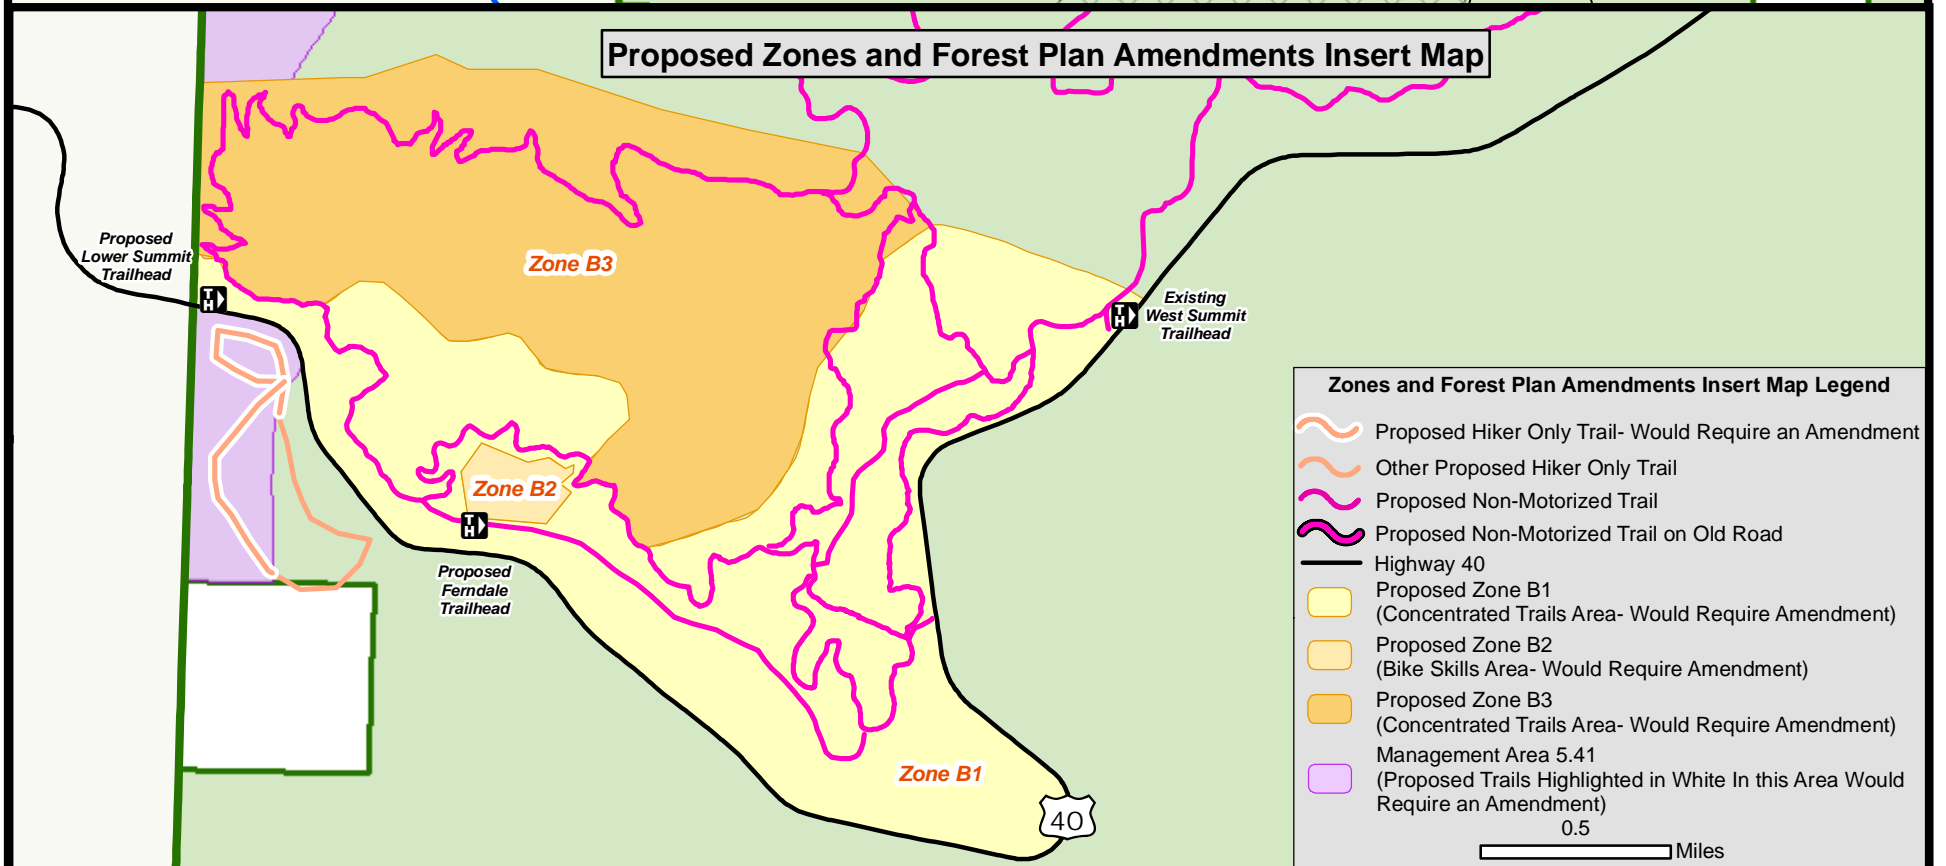 Proposed Zones and Forest Plan Amendments Insert Map
Proposed
Lower Summit
Trailhead
TH
Zone B3
Existing
West Summit
Trailhead
TH
Zone B2
TH
Proposed
Ferndale
Trailhead
Zone B1
40
Zones and Forest Plan Amendments Insert Map Legend
Proposed Hiker Only Trail- Would Require an Amendment
Other Proposed Hiker Only Trail
Proposed Non-Motorized Trail
Proposed Non-Motorized Trail on Old Road
Highway 40
Proposed Zone B1
(Concentrated Trails Area- Would Require Amendment)
Proposed Zone B2
(Bike Skills Area- Would Require Amendment)
Proposed Zone B3
(Concentrated Trails Area- Would Require Amendment)
Management Area 5.41
(Proposed Trails Highlighted in White In this Area Would
Require an Amendment)
0.5
Miles